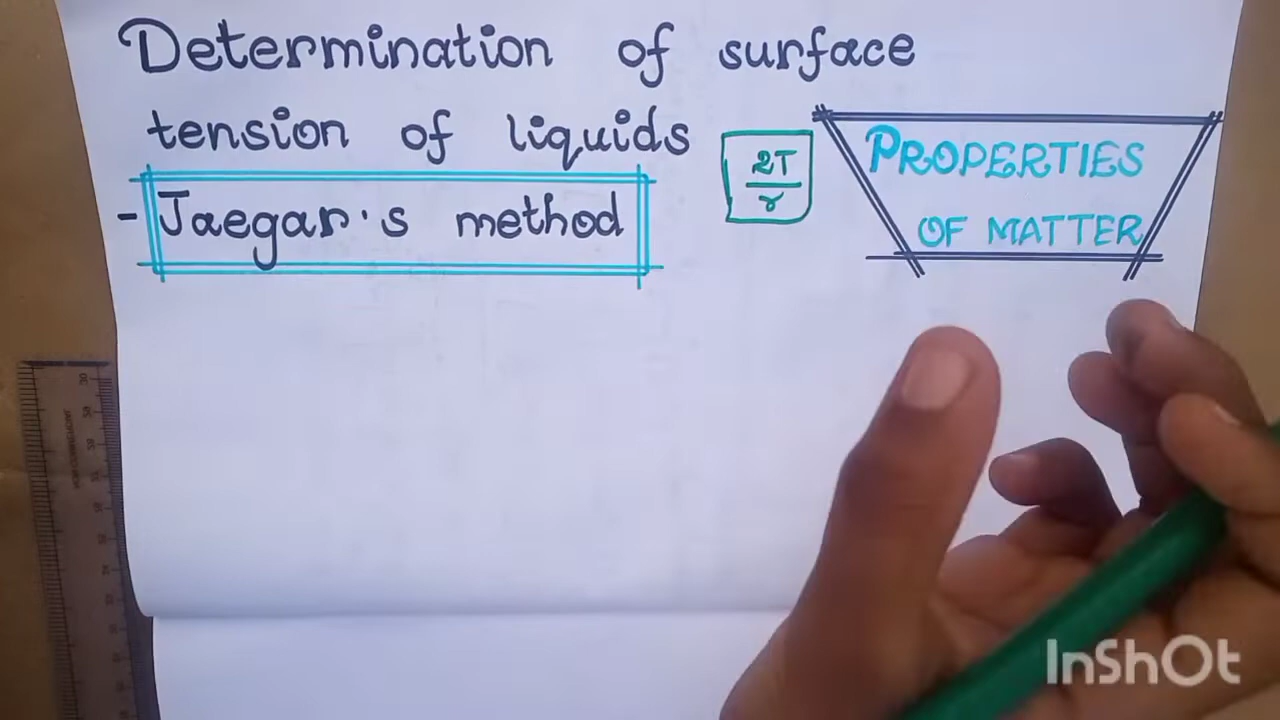 Determination of surface
tension of liquids
- Jaegar's method
2T
r
PROPERTIES
OF MATTER
InShOt